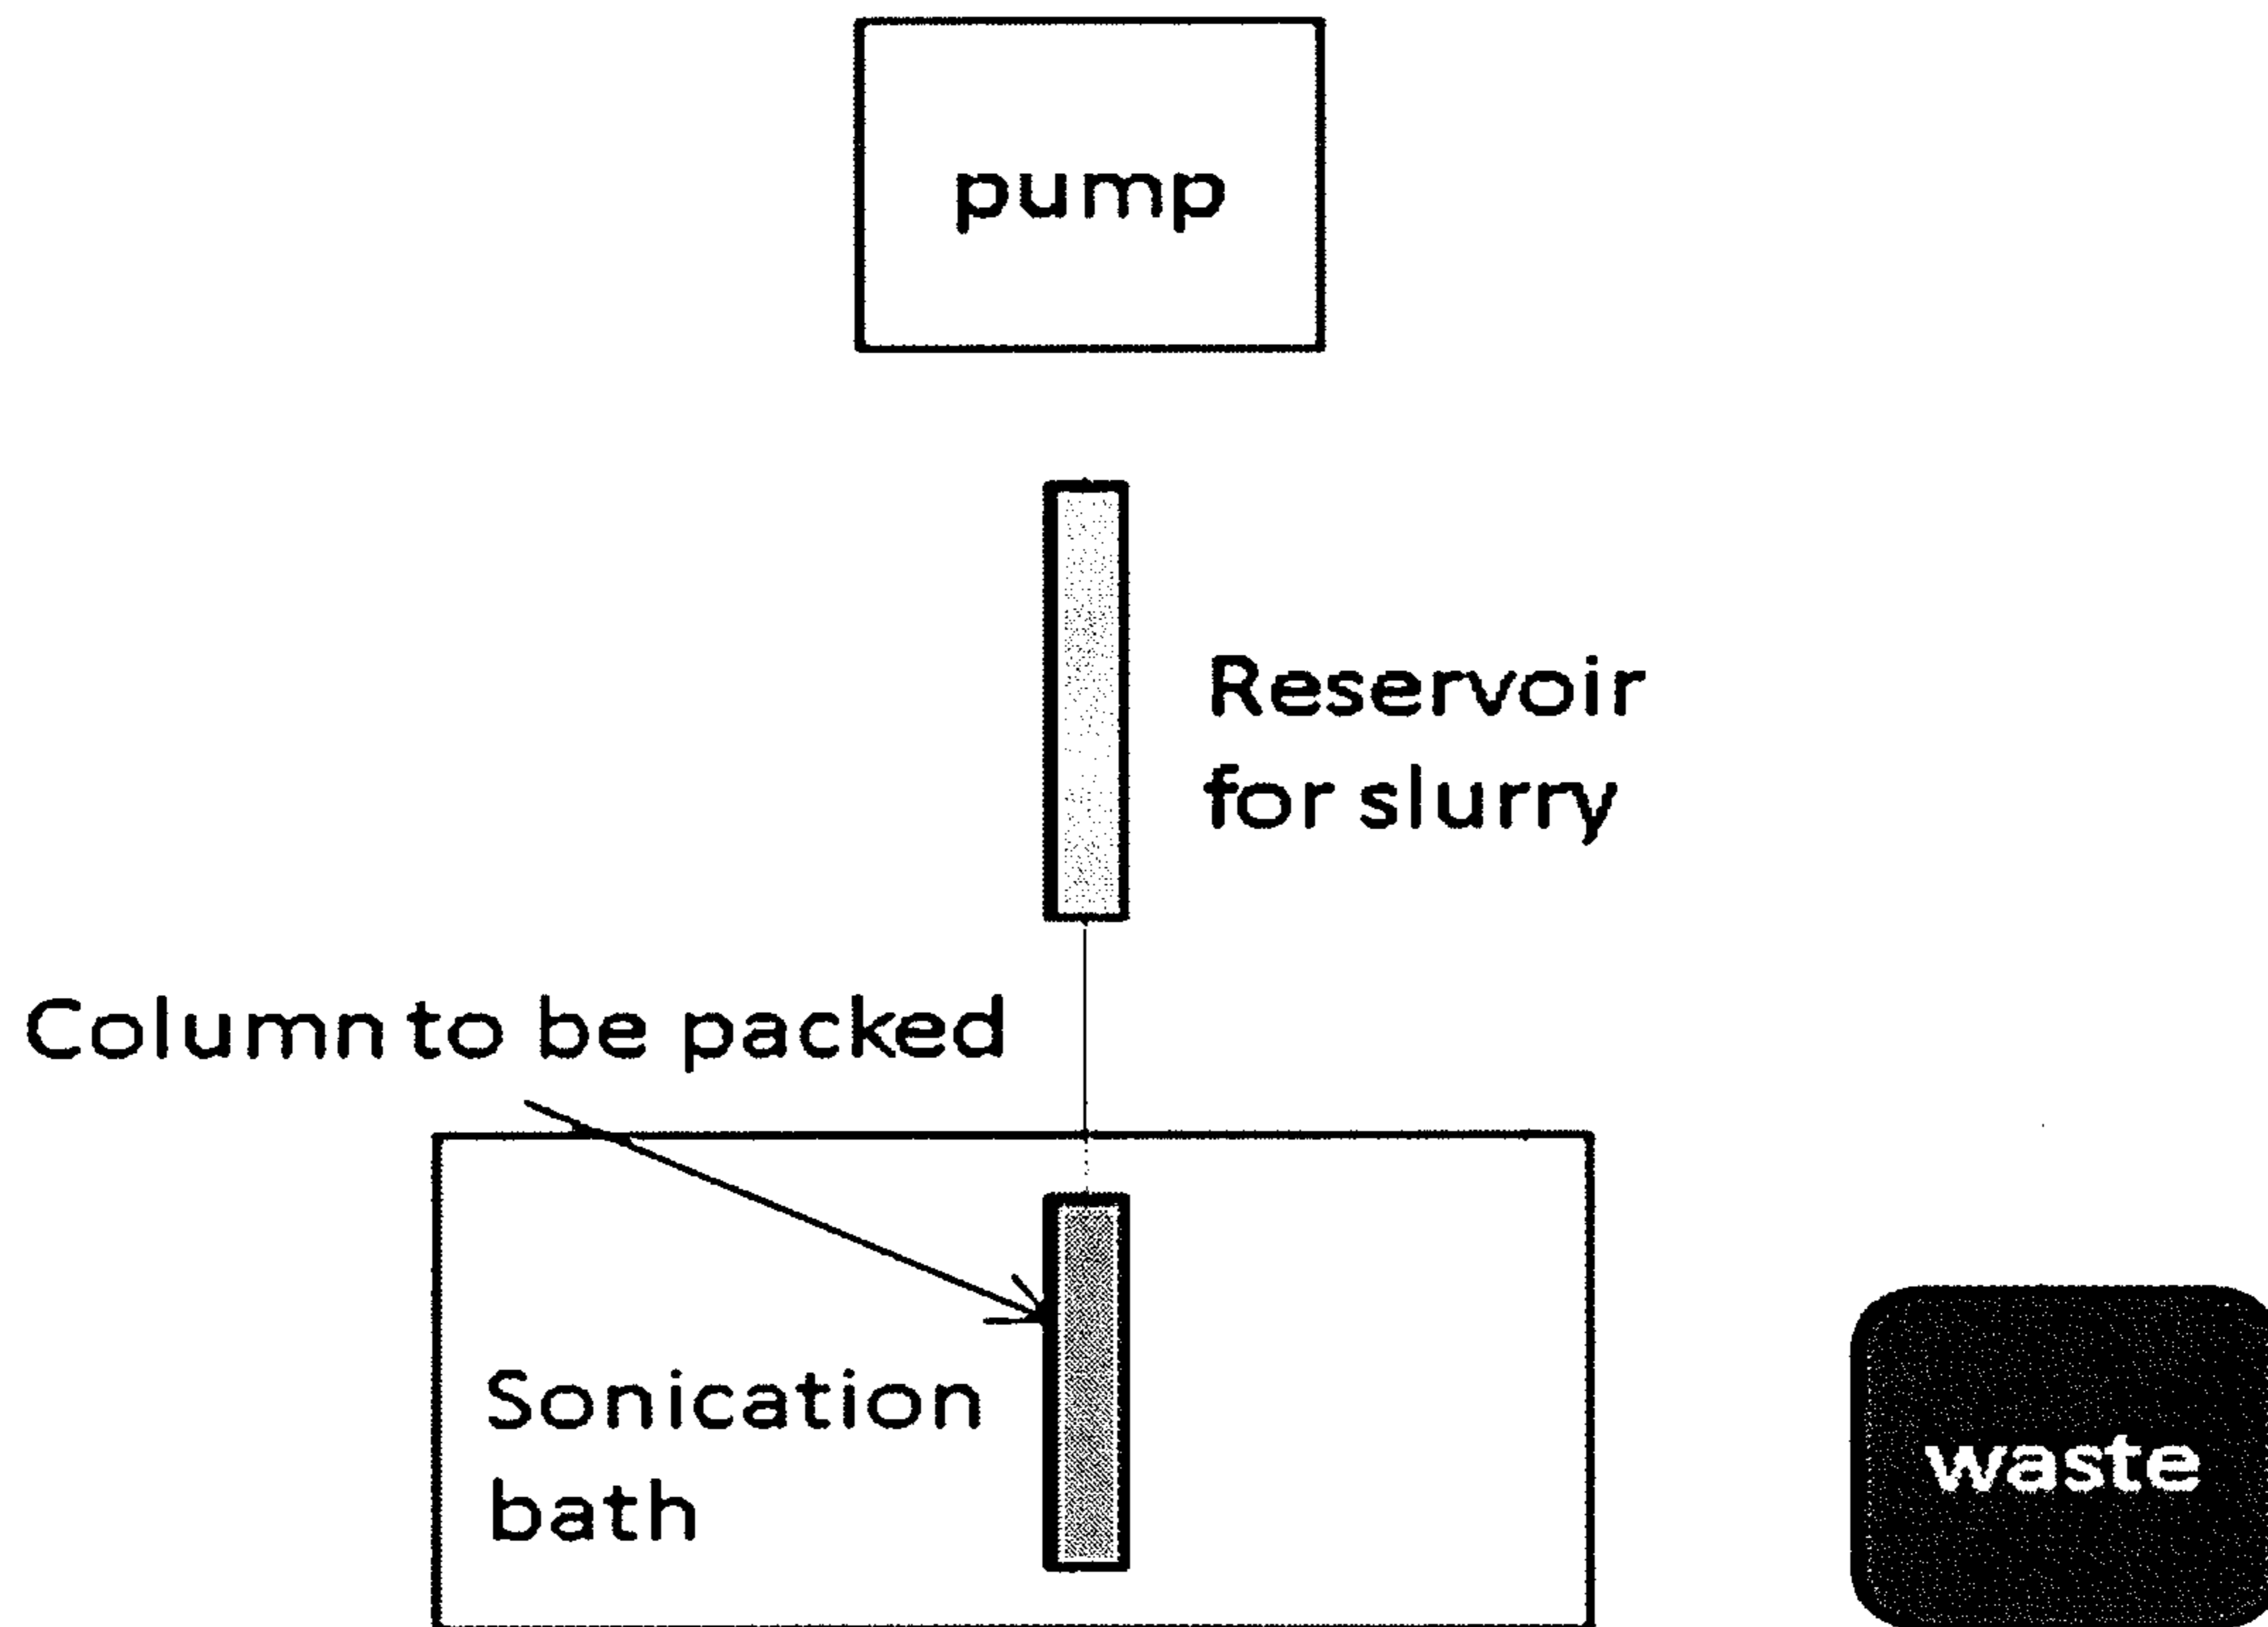 pump
Reservoir
for slurry
Column to be packed
Sonication
bath
waste